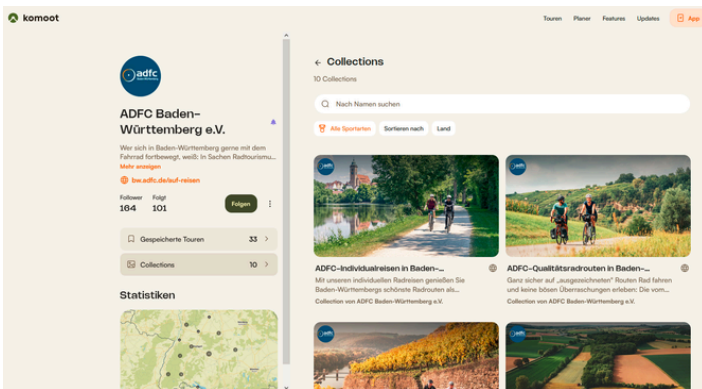 komoot
Touren Planer Features Updates App
adfc
ADFC Baden-
Württemberg e.V.
Wer sich in Baden-Württemberg gerne mit dem
Fahrrad fortbewegt, weiß: In Sachen Radtourismu...
Mehr anzeigen
bw.adfc.de/auf-reisen
Follower Folgt
164 101
Folgen
Gespeicherte Touren 33
Collections 10
Statistiken
Collections
10 Collections
Nach Namen suchen
Alle Sportarten Sortieren nach Land
adfc
adfc
ADFC-Individualreisen in Baden-...
Mit unseren individuellen Radreisen genießen Sie
Baden-Württembergs schönste Radrouten als...
Collection von ADFC Baden-Württemberg e.V.
ADFC-Qualitätsradrouten in Baden-...
Ganz sicher auf „ausgezeichneten" Routen Rad fahren
und keine bösen Überraschungen erleben: Die vom...
Collection von ADFC Baden-Württemberg e.V.
adfc
adfc